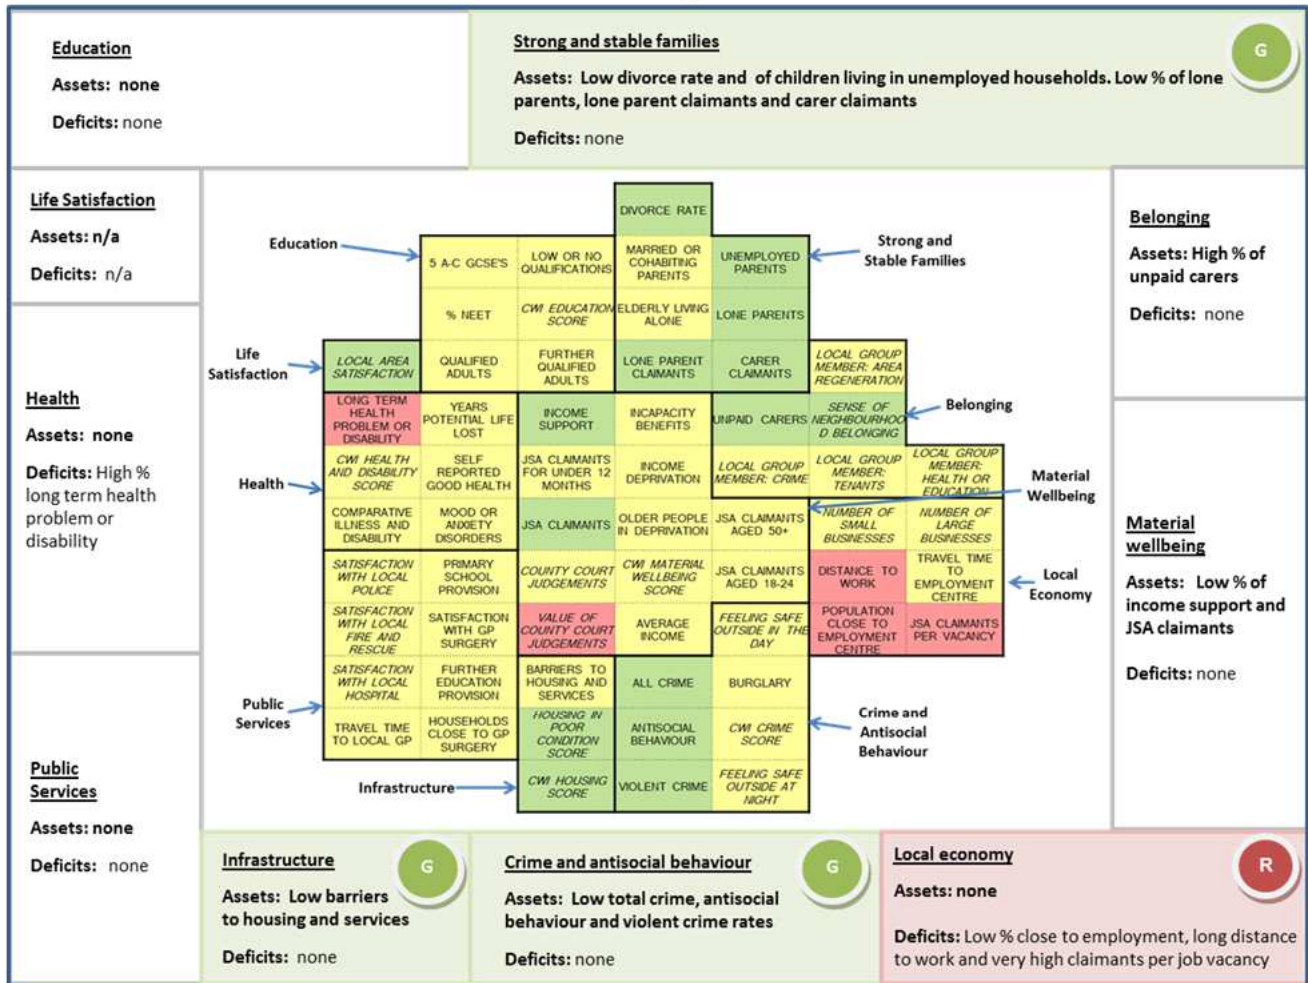 Education
Assets: none
Deficits: none
Strong and stable families
Assets: Low divorce rate and of children living in unemployed households. Low % of lone
parents, lone parent claimants and carer claimants
Deficits: none
G
Life Satisfaction
Assets: n/a
Deficits: n/a
Health
Assets: none
Deficits: High %
long term health
problem or
disability
Public
Services
Assets: none
Deficits: none
Education
Strong and
Stable Families
Life
Satisfaction
Belonging
Health
Material
Wellbeing
Local
Economy
Public
Services
Crime and
Antisocial
Behaviour
Infrastructure
DIVORCE RATE
5 A-C GCSE'S
LOW OR NO
QUALIFICATIONS
MARRIED OR
COHABITING
PARENTS
UNEMPLOYED
PARENTS
% NEET
CWI EDUCATION
SCORE
ELDERLY LIVING
ALONE
LONE PARENTS
LOCAL AREA
SATISFACTION
QUALIFIED
ADULTS
FURTHER
QUALIFIED
ADULTS
LONE PARENT
CLAIMANTS
CARER
CLAIMANTS
LOCAL GROUP
MEMBER: AREA
REGENERATION
LONG TERM
HEALTH
PROBLEM OR
DISABILITY
YEARS
POTENTIAL LIFE
LOST
INCOME
SUPPORT
INCAPACITY
BENEFITS
UNPAID CARERS
SENSE OF
NEIGHBOURHOO
D BELONGING
CWI HEALTH
AND DISABILITY
SCORE
SELF
REPORTED
GOOD HEALTH
JSA CLAIMANTS
FOR UNDER 12
MONTHS
INCOME
DEPRIVATION
LOCAL GROUP
MEMBER: CRIME
LOCAL GROUP
MEMBER:
TENANTS
LOCAL GROUP
MEMBER:
HEALTH OR
EDUCATION
COMPARATIVE
ILLNESS AND
DISABILITY
MOOD OR
ANXIETY
DISORDERS
JSA CLAIMANTS
OLDER PEOPLE
IN DEPRIVATION
JSA CLAIMANTS
AGED 50+
NUMBER OF
SMALL
BUSINESSES
NUMBER OF
LARGE
BUSINESSES
SATISFACTION
WITH LOCAL
POLICE
PRIMARY
SCHOOL
PROVISION
COUNTY COURT
JUDGEMENTS
CWI MATERIAL
WELLBEING
SCORE
JSA CLAIMANTS
AGED 18-24
DISTANCE TO
WORK
TRAVEL TIME
TO
EMPLOYMENT
CENTRE
SATISFACTION
WITH LOCAL
FIRE AND
RESCUE
SATISFACTION
WITH GP
SURGERY
VALUE OF
COUNTY COURT
JUDGEMENTS
AVERAGE
INCOME
FEELING SAFE
OUTSIDE IN THE
DAY
POPULATION
CLOSE TO
EMPLOYMENT
CENTRE
JSA CLAIMANTS
PER VACANCY
SATISFACTION
WITH LOCAL
HOSPITAL
FURTHER
EDUCATION
PROVISION
BARRIERS TO
HOUSING AND
SERVICES
ALL CRIME
BURGLARY
TRAVEL TIME
TO LOCAL GP
HOUSEHOLDS
CLOSE TO GP
SURGERY
HOUSING IN
POOR
CONDITION
SCORE
ANTISOCIAL
BEHAVIOUR
CWI CRIME
SCORE
CWI HOUSING
SCORE
VIOLENT CRIME
FEELING SAFE
OUTSIDE AT
NIGHT
Belonging
Assets: High % of
unpaid carers
Deficits: none
Material
wellbeing
Assets: Low % of
income support and
JSA claimants
Deficits: none
Infrastructure
G
Assets: Low barriers
to housing and services
Deficits: none
Crime and antisocial behaviour
G
Assets: Low total crime, antisocial
behaviour and violent crime rates
Deficits: none
Local economy
R
Assets: none
Deficits: Low % close to employment, long distance
to work and very high claimants per job vacancy